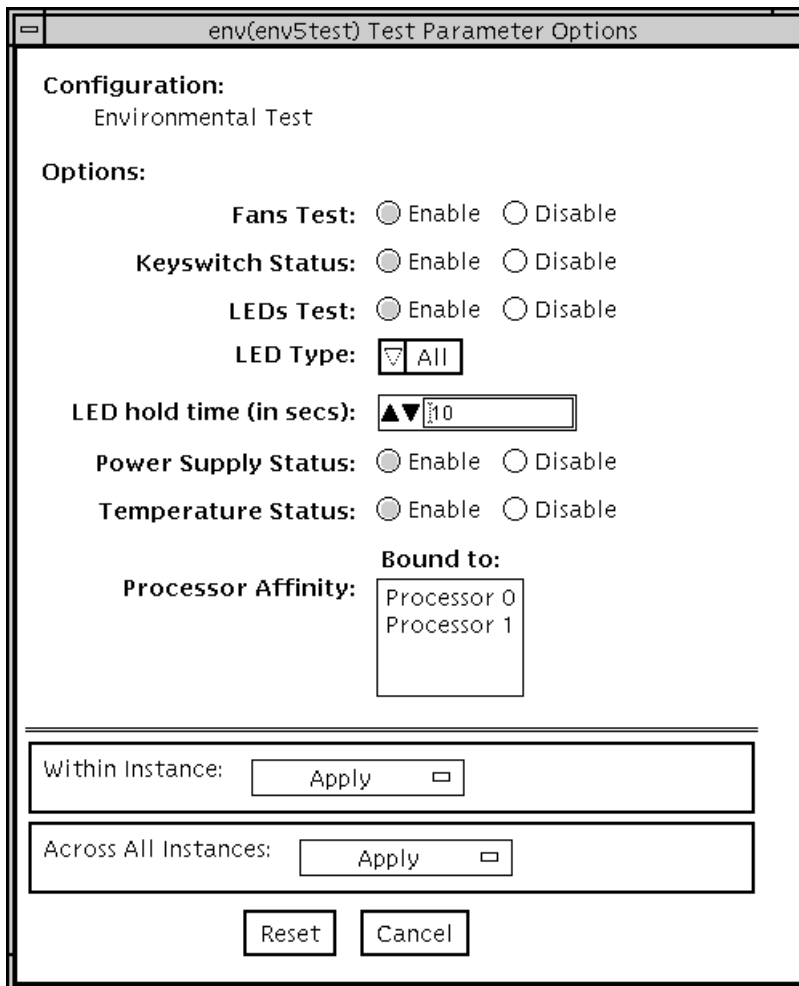 env(env5test) Test Parameter Options
Configuration:
Environmental Test
Options:
Fans Test: Enable Disable
Keyswitch Status: Enable Disable
LEDs Test: Enable Disable
LED Type: All
LED hold time (in secs): 10
Power Supply Status: Enable Disable
Temperature Status: Enable Disable
Bound to:
Processor Affinity: Processor 0
Processor 1
Within Instance: Apply
Across All Instances: Apply
Reset Cancel